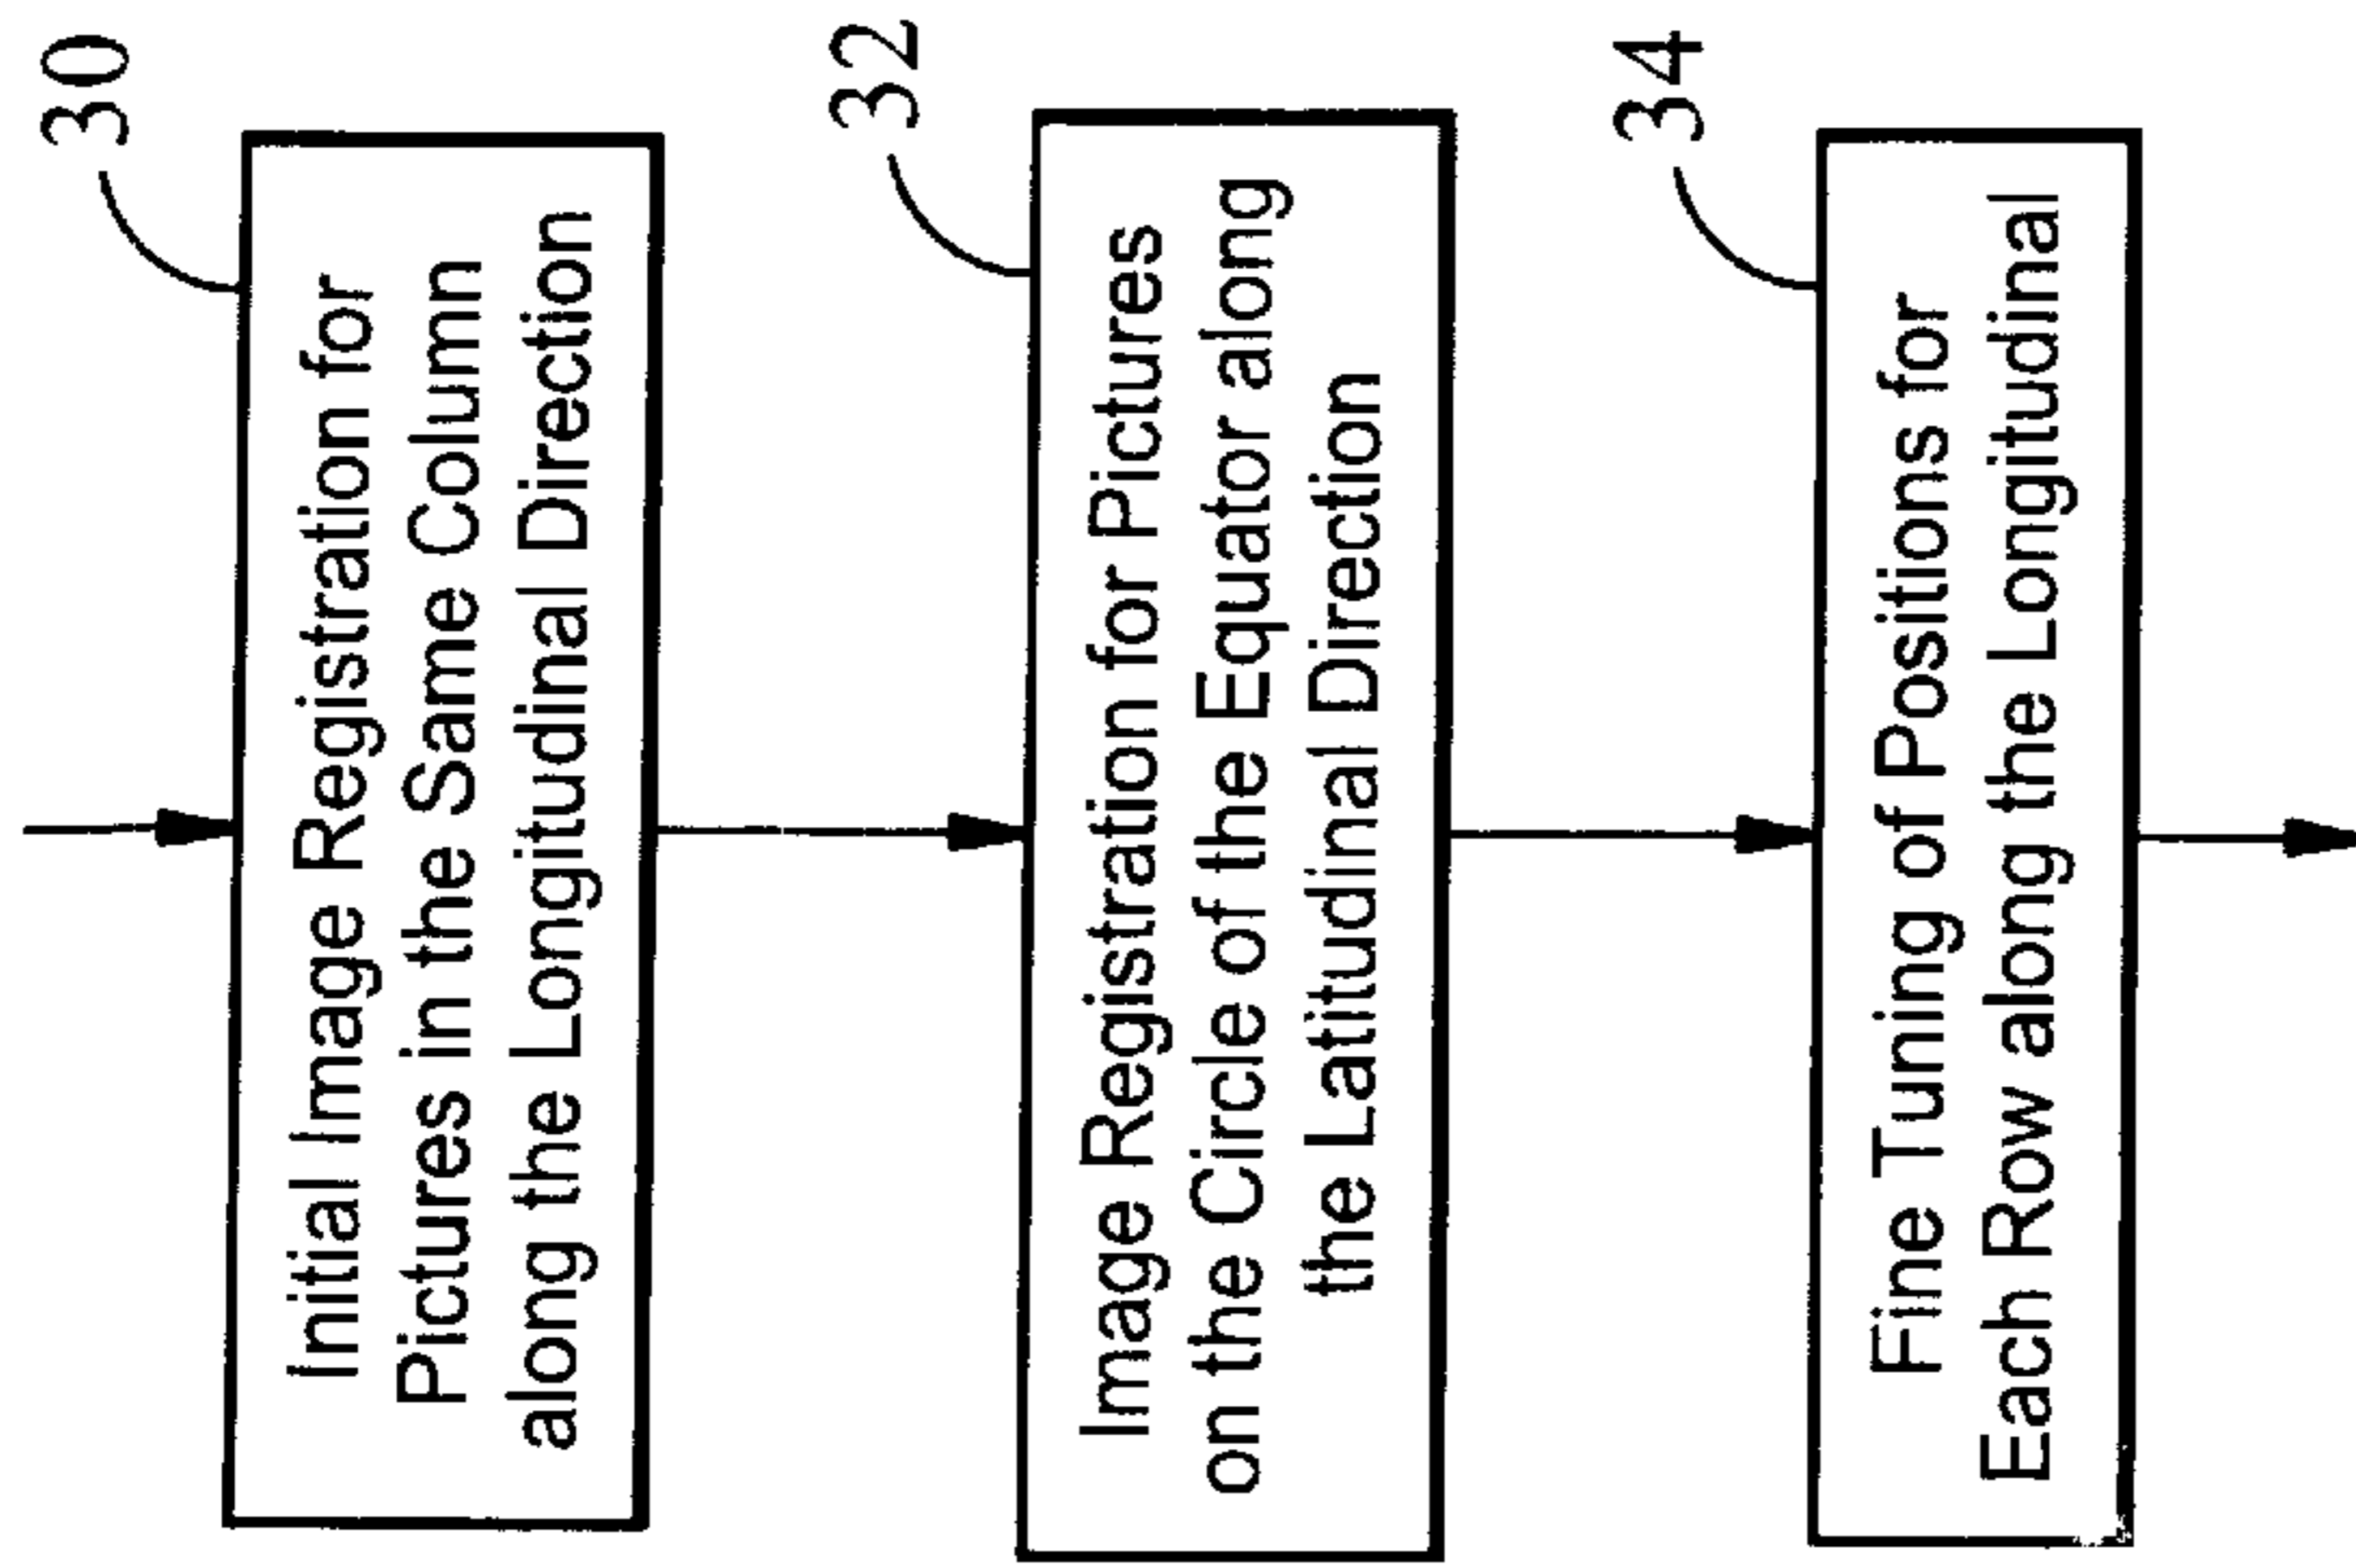 30
Initial Image Registration for
Pictures in the Same Column
along the Longitudinal Direction
32
Image Registration for Pictures
on the Circle of the Equator along
the Latitudinal Direction
34
Fine Tuning of Positions for
Each Row along the Longitudinal